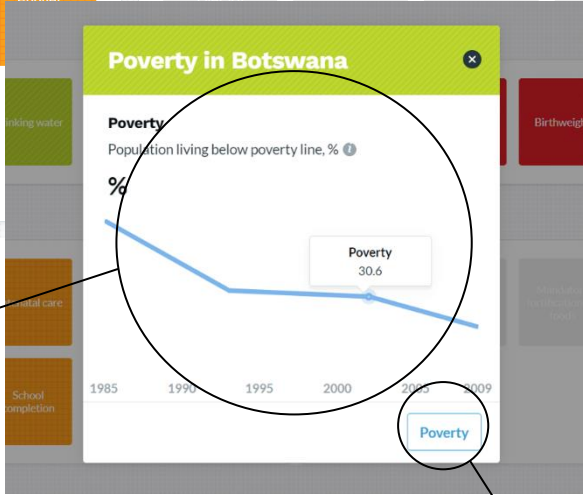 Poverty in Botswana
inking water
Poverty
Birthweigh
Population living below poverty line, %
%
Poverty
30.6
natal care
1985 1990 1995 2000 2005 2009
School
completion
Poverty